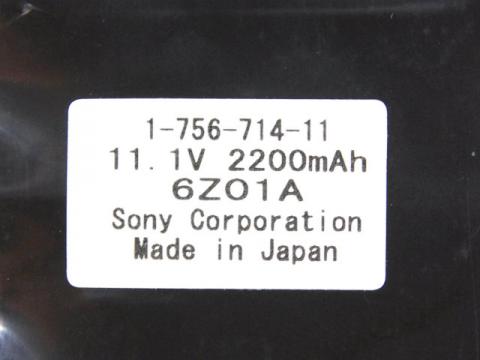 1-756-714-11
11.1V 2200mAh
6Z01A
Sony Corporation
Made in Japan